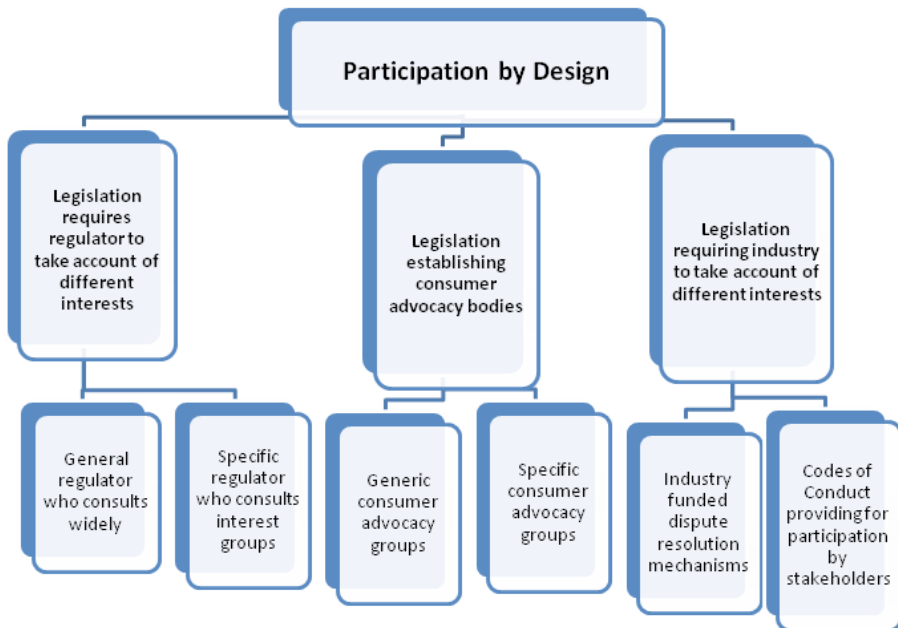 Participation by Design
Legislation
requires
regulator to
take account of
different
interests
Legislation
establishing
consumer
advocacy bodies
Legislation
requiring industry
to take account of
different interests
General
regulator
who consults
widely
Specific
regulator
who consults
interest
groups
Generic
consumer
advocacy
groups
Specific
consumer
advocacy
groups
Industry
funded
dispute
resolution
mechanisms
Codes of
Conduct
providing for
participation
by
stakeholders